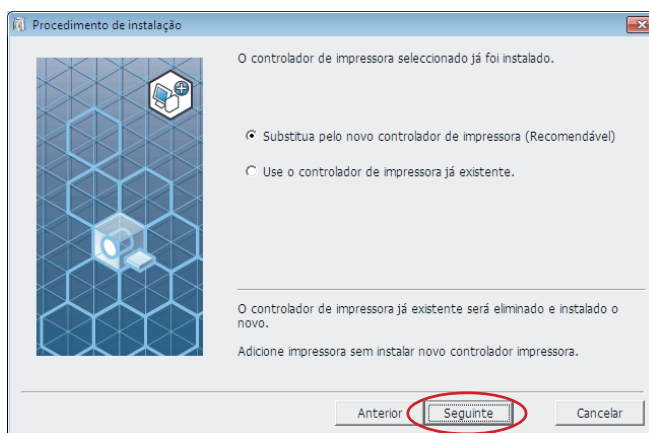 Procedimento de instalação
O controlador de impressora seleccionado já foi instalado.
Substitua pelo novo controlador de impressora (Recomendável)
Use o controlador de impressora já existente.
O controlador de impressora já existente será eliminado e instalado o
novo.
Adicione impressora sem instalar novo controlador impressora.
Anterior
Seguinte
Cancelar